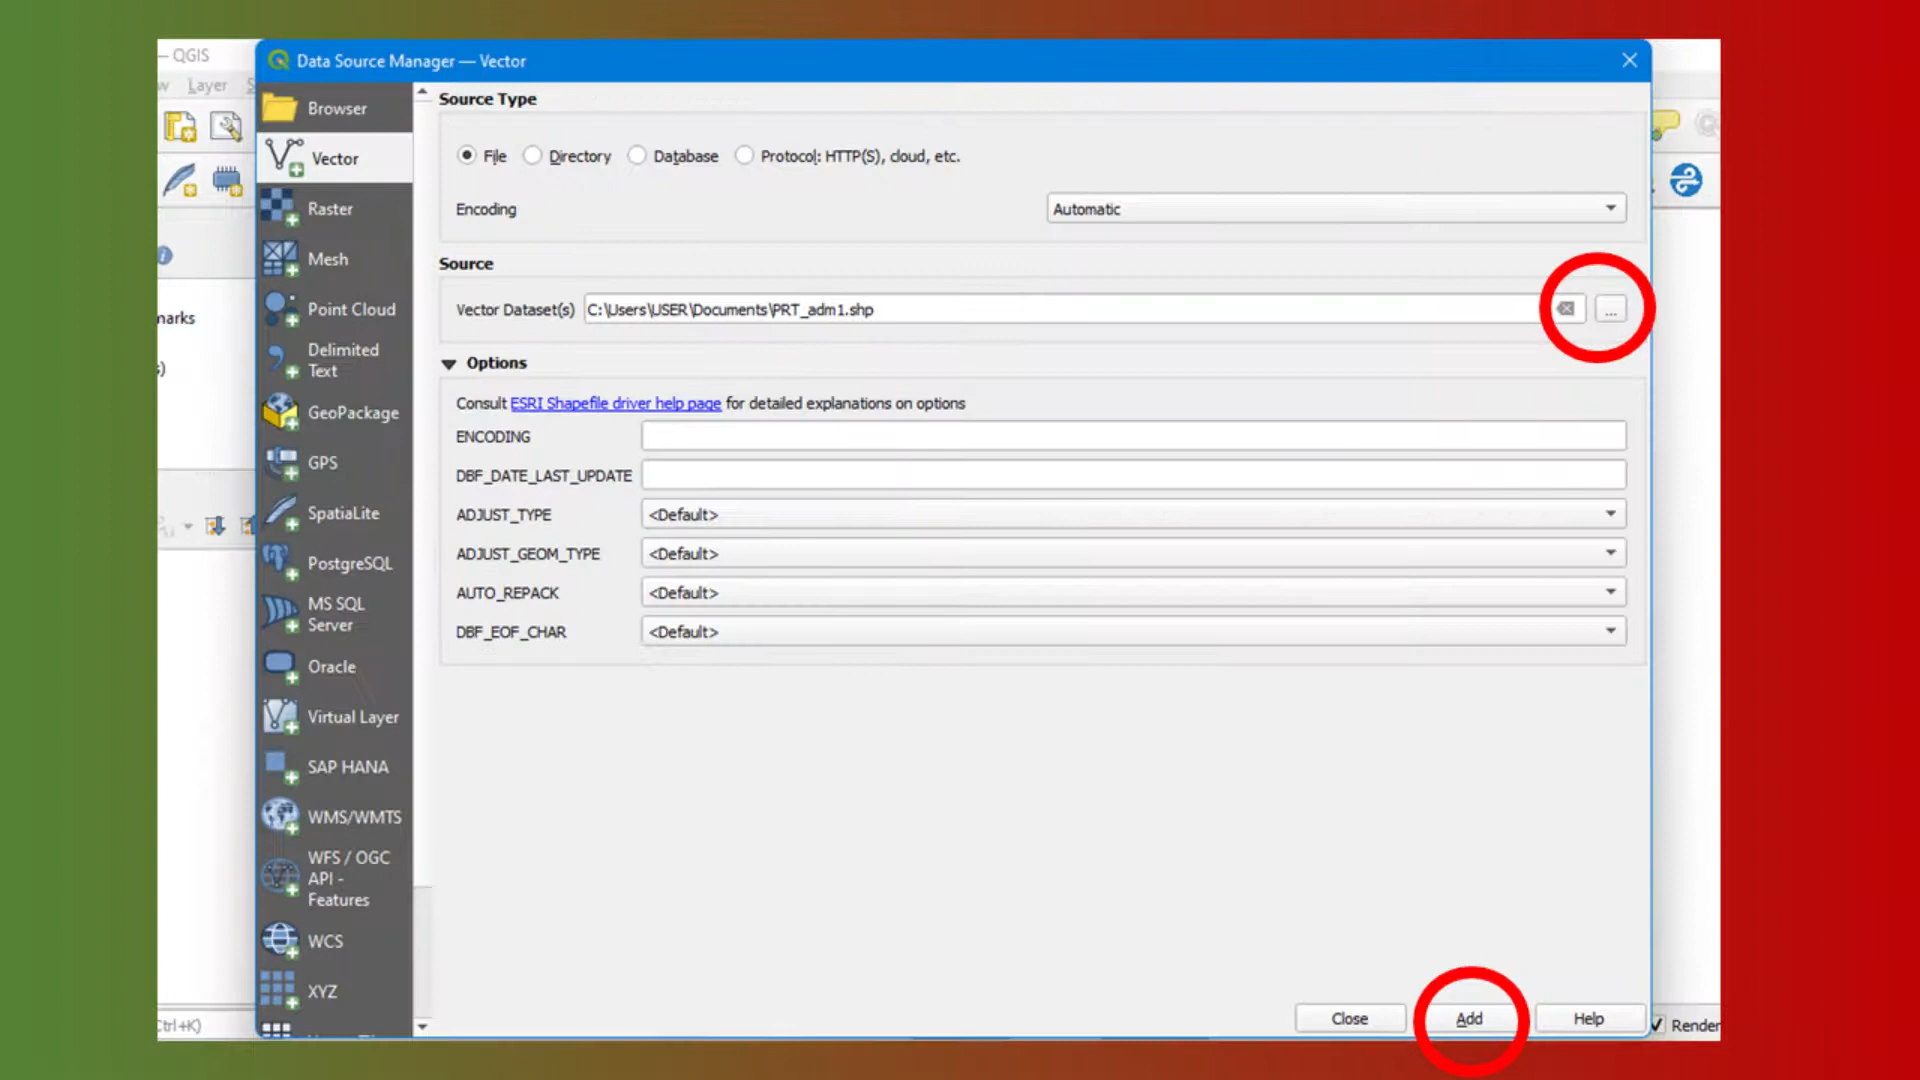 — QGIS
Data Source Manager — Vector
w Layer S
Browser
Vector
Raster
Mesh
Point Cloud
Delimited
Text
GeoPackage
GPS
SpatiaLite
PostgreSQL
MS SQL
Server
Oracle
Virtual Layer
SAP HANA
WMS/WMTS
WFS / OGC
API -
Features
WCS
XYZ
Source Type
File Directory Database Protocol: HTTP(S), cloud, etc.
Encoding Automatic
Source
Vector Dataset(s) C:\Users\USER\Documents\PRT_adm1.shp ...
Options
Consult ESRI Shapefile driver help page for detailed explanations on options
ENCODING
DBF_DATE_LAST_UPDATE
ADJUST_TYPE <Default>
ADJUST_GEOM_TYPE <Default>
AUTO_REPACK <Default>
DBF_EOF_CHAR <Default>
Close Add Help
narks
s)
Ctrl+K)
Render